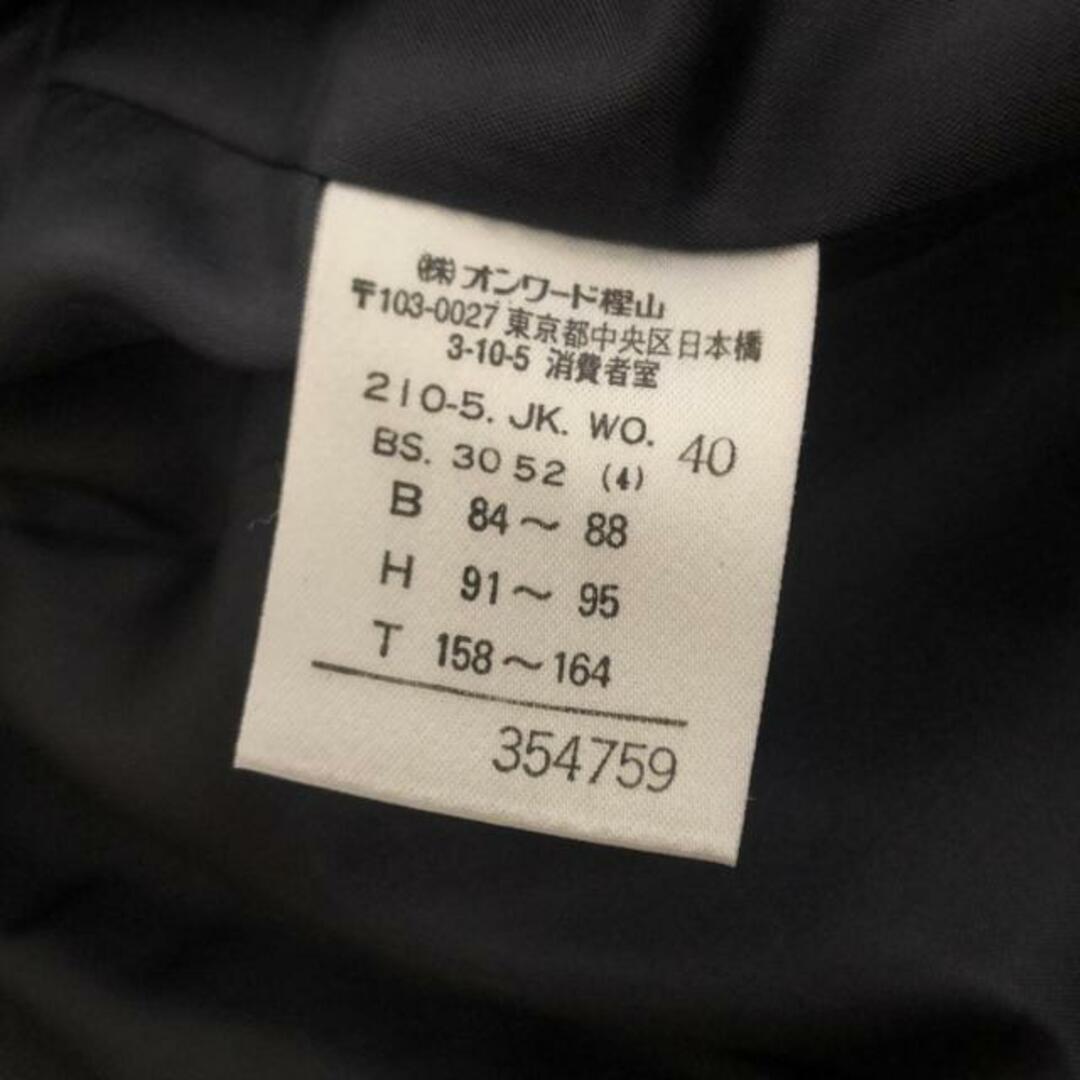 ㈱オンワード樫山
〒103-0027 東京都中央区日本橋
3-10-5 消費者室
210-5. JK. WO. 40
BS. 3052 (4)
B 84～88
H 91～95
T 158～164
354759